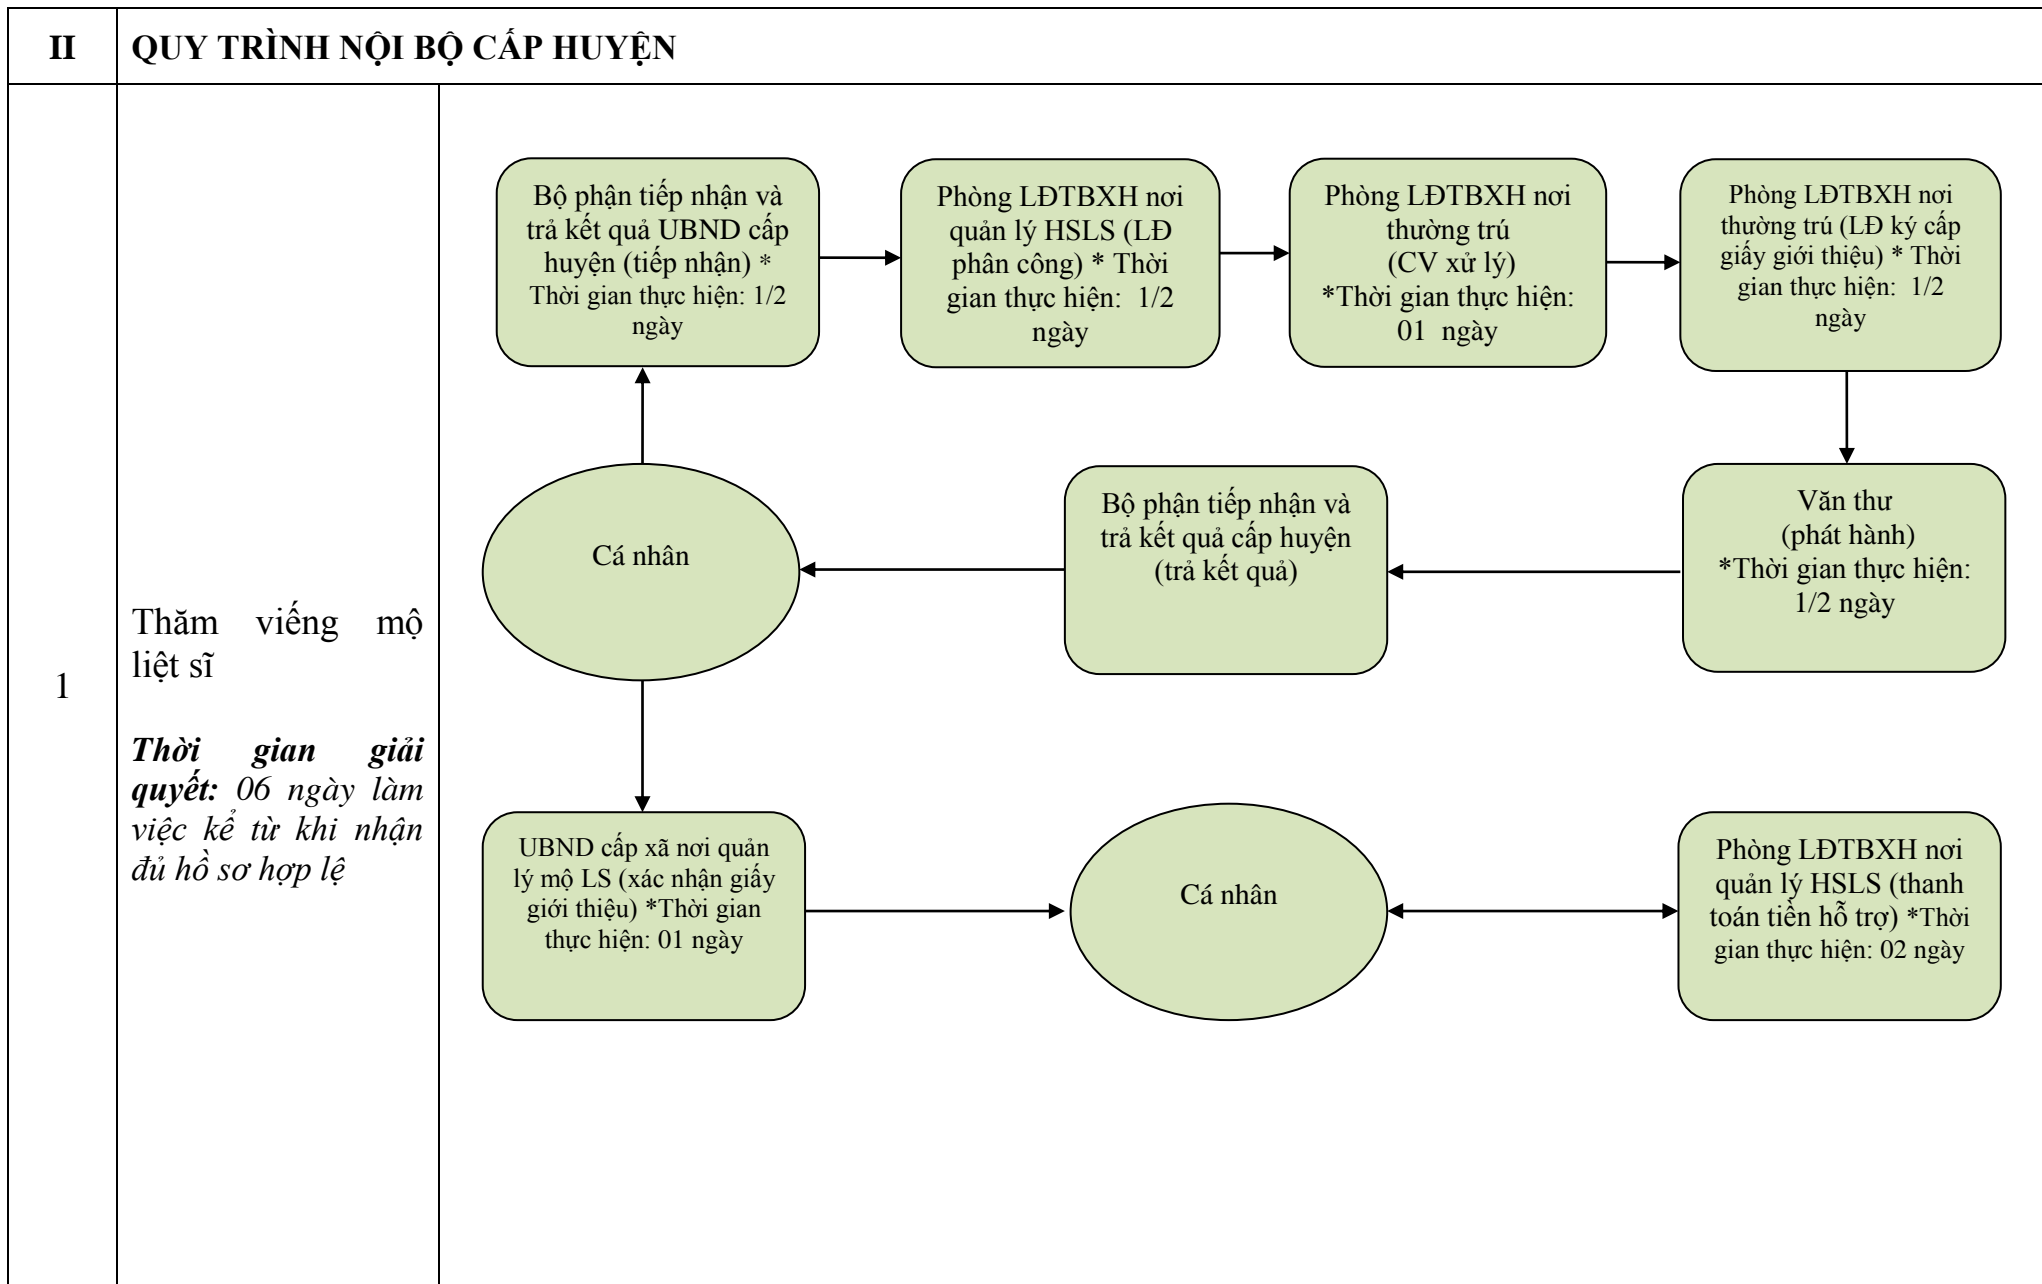 II
QUY TRÌNH NỘI BỘ CẤP HUYỆN
1
Thăm viếng mộ
liệt sĩ
Thời gian giải
quyết: 06 ngày làm
việc kể từ khi nhận
đủ hồ sơ hợp lệ
Bộ phận tiếp nhận và
trả kết quả UBND cấp
huyện (tiếp nhận) *
Thời gian thực hiện: 1/2
ngày
Phòng LĐTBXH nơi
quản lý HSLS (LĐ
phân công) * Thời
gian thực hiện: 1/2
ngày
Phòng LĐTBXH nơi
thường trú
(CV xử lý)
*Thời gian thực hiện:
01 ngày
Phòng LĐTBXH nơi
thường trú (LĐ ký cấp
giấy giới thiệu) * Thời
gian thực hiện: 1/2
ngày
Cá nhân
Bộ phận tiếp nhận và
trả kết quả cấp huyện
(trả kết quả)
Văn thư
(phát hành)
*Thời gian thực hiện:
1/2 ngày
UBND cấp xã nơi quản
lý mộ LS (xác nhận giấy
giới thiệu) *Thời gian
thực hiện: 01 ngày
Cá nhân
Phòng LĐTBXH nơi
quản lý HSLS (thanh
toán tiền hỗ trợ) *Thời
gian thực hiện: 02 ngày